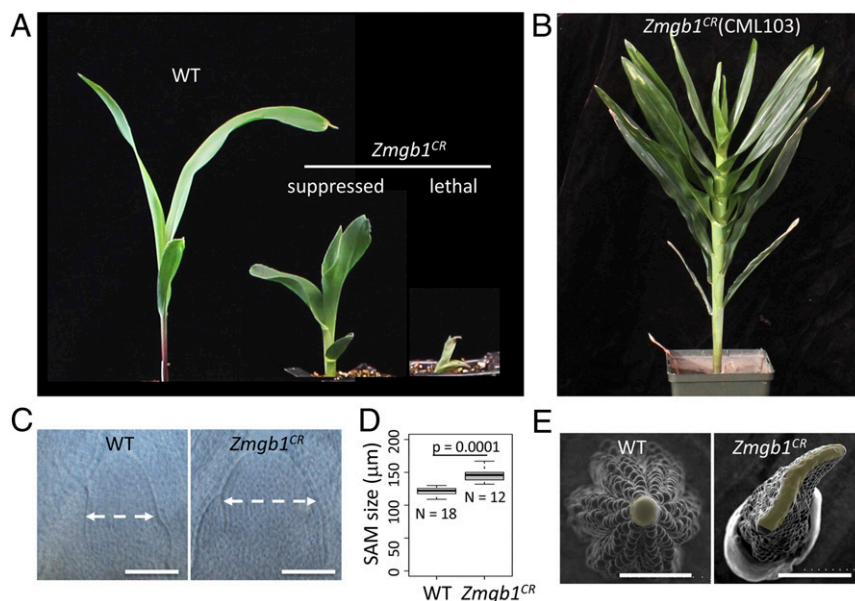 A
WT
Zmgb1CR
suppressed
lethal
B
Zmgb1CR(CML103)
C
WT
Zmgb1CR
D
SAM size (μm)
0 50 100 150 200
p = 0.0001
N = 18
N = 12
WT Zmgb1CR
E
WT
Zmgb1CR